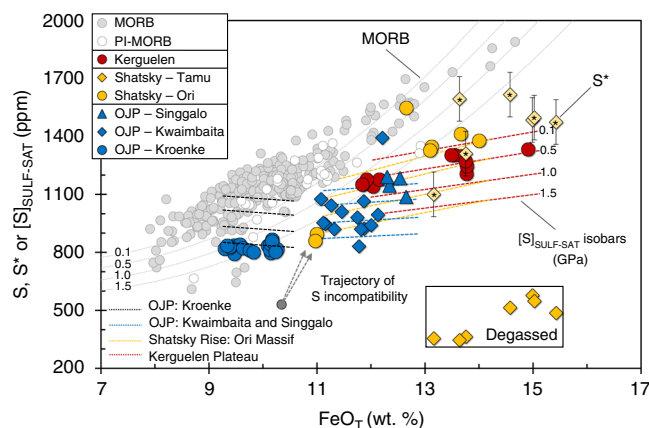 2000
1700
1400
1100
800
600
200
S, S* or [S]SULF-SAT (ppm)
MORB
PI-MORB
Kerguelen
Shatsky – Tamu
Shatsky – Ori
OJP – Singgalo
OJP – Kwaimbaita
OJP – Kroenke
MORB
S*
0.1
0.5
1.0
1.5
0.1
0.5
1.0
1.5
[S]SULF-SAT isobars
(GPa)
Trajectory of
S incompatibility
OJP: Kroenke
OJP: Kwaimbaita and Singgalo
Shatsky Rise: Ori Massif
Kerguelen Plateau
Degassed
7
9
11
13
15
17
FeOT (wt. %)